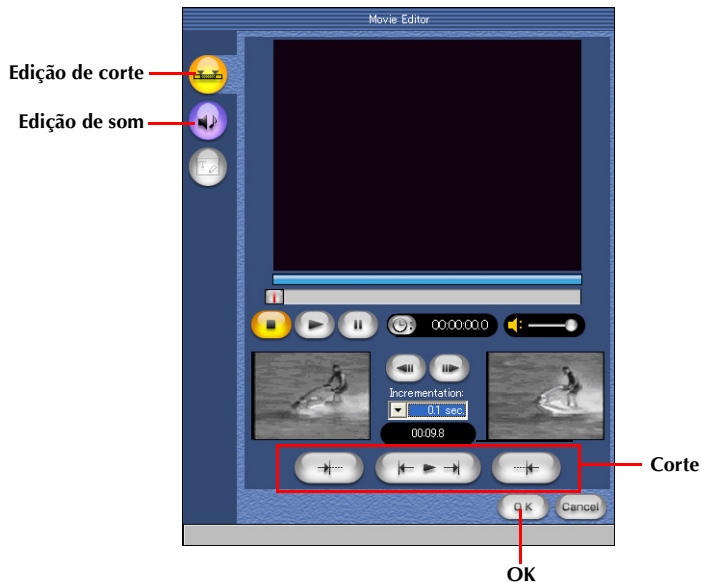 Movie Editor
Edição de corte
Edição de som
00:00:00.0
Incrementation:
0.1 sec.
00:09.8
Corte
OK
Cancel
OK